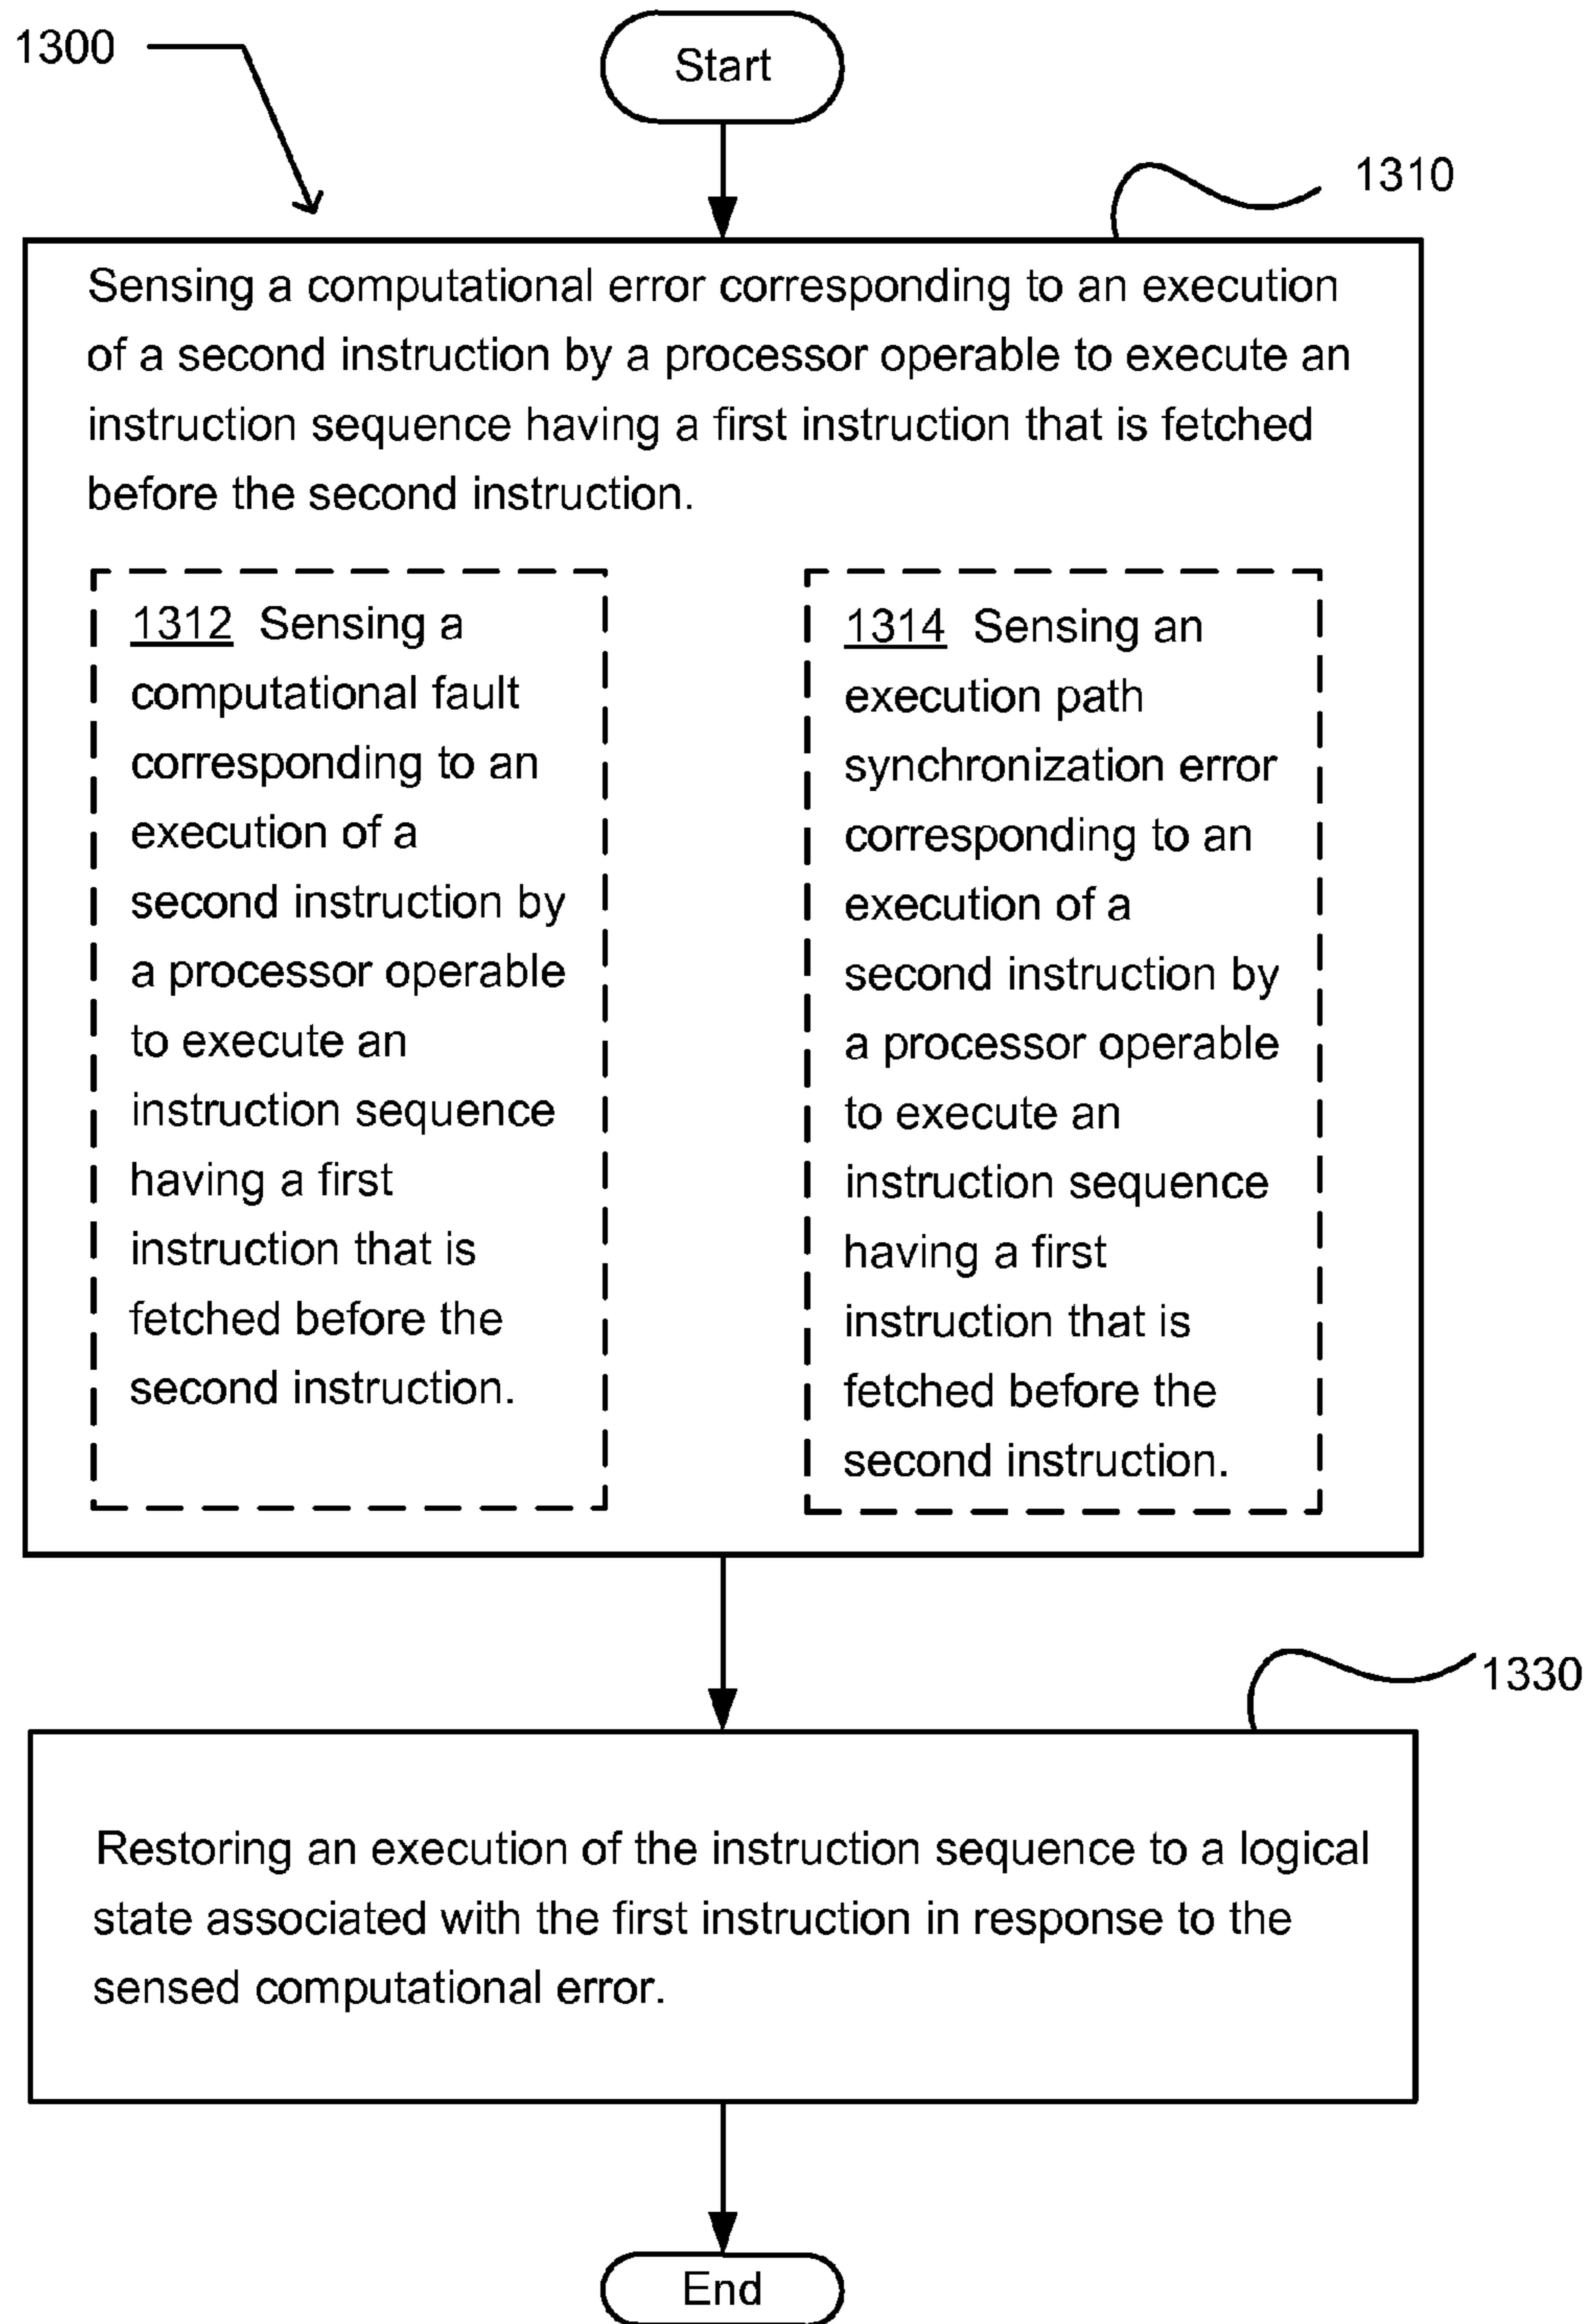 1300
Start
1310
Sensing a computational error corresponding to an execution
of a second instruction by a processor operable to execute an
instruction sequence having a first instruction that is fetched
before the second instruction.
1312 Sensing a
computational fault
corresponding to an
execution of a
second instruction by
a processor operable
to execute an
instruction sequence
having a first
instruction that is
fetched before the
second instruction.
1314 Sensing an
execution path
synchronization error
corresponding to an
execution of a
second instruction by
a processor operable
to execute an
instruction sequence
having a first
instruction that is
fetched before the
second instruction.
1330
Restoring an execution of the instruction sequence to a logical
state associated with the first instruction in response to the
sensed computational error.
End